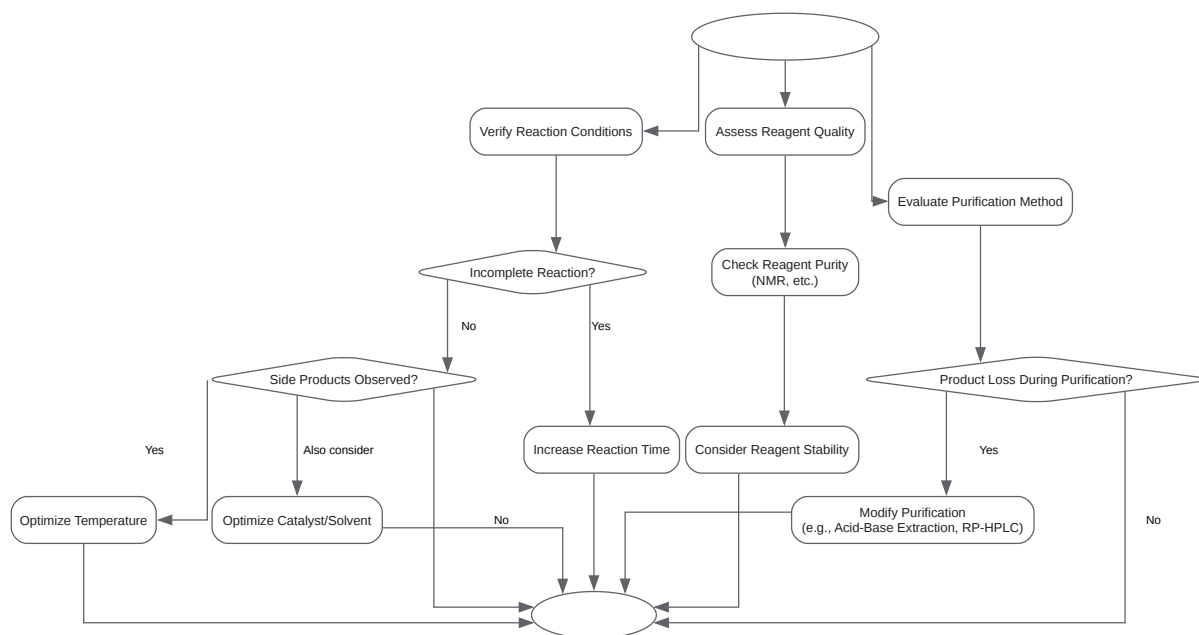 Verify Reaction Conditions
Assess Reagent Quality
Evaluate Purification Method
Incomplete Reaction?
Check Reagent Purity
(NMR, etc.)
No
Yes
Side Products Observed?
Product Loss During Purification?
Yes
Also consider
Increase Reaction Time
Consider Reagent Stability
Yes
Optimize Temperature
Optimize Catalyst/Solvent
No
Modify Purification
(e.g., Acid-Base Extraction, RP-HPLC)
No